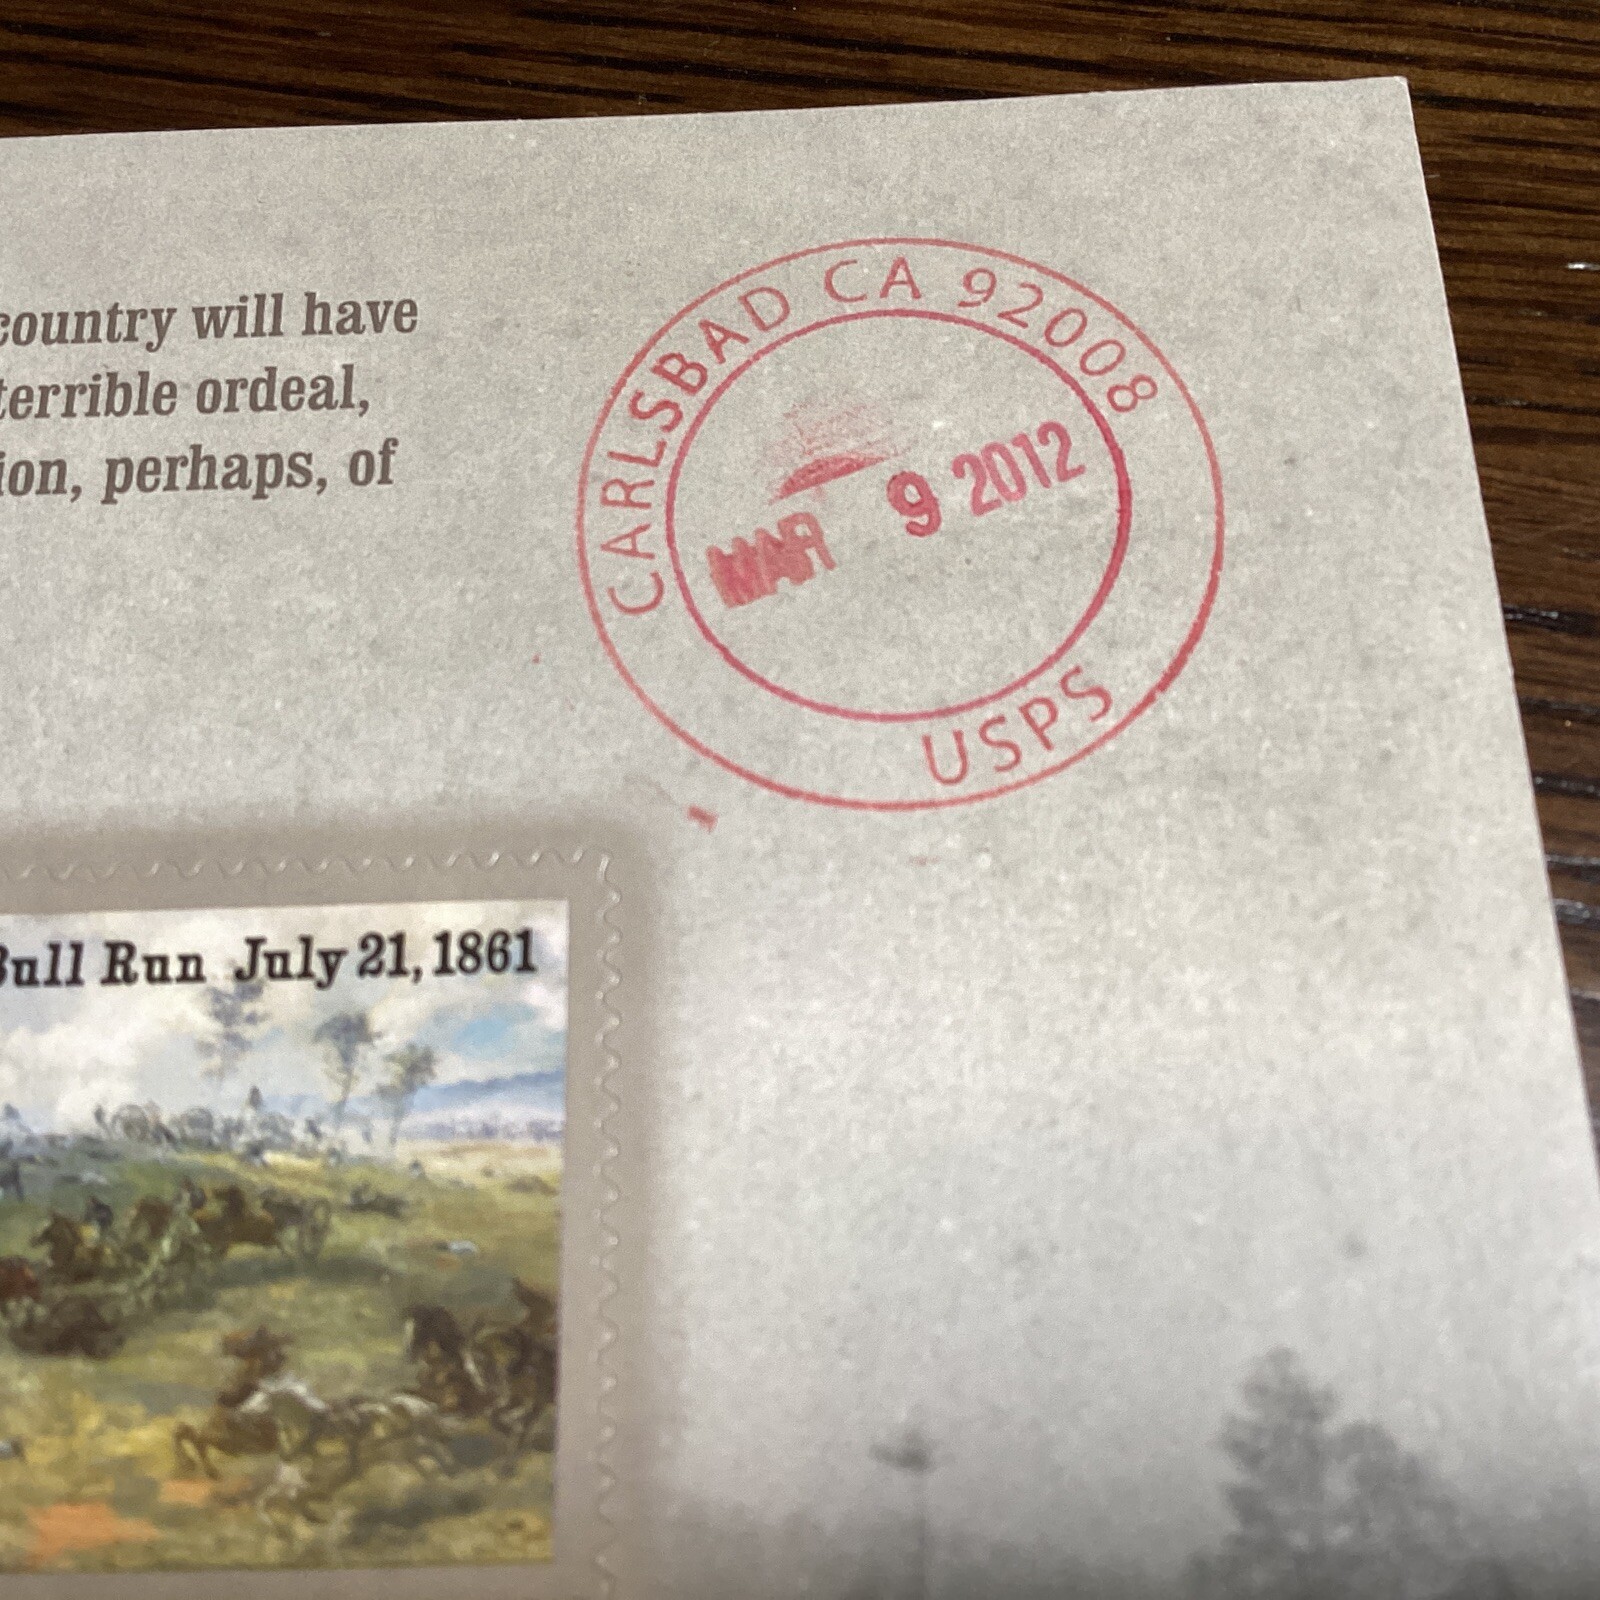 country will have
terrible ordeal,
ion, perhaps, of
CARLSBAD CA 92008
MAR 9 2012
USPS
Bull Run July 21, 1861